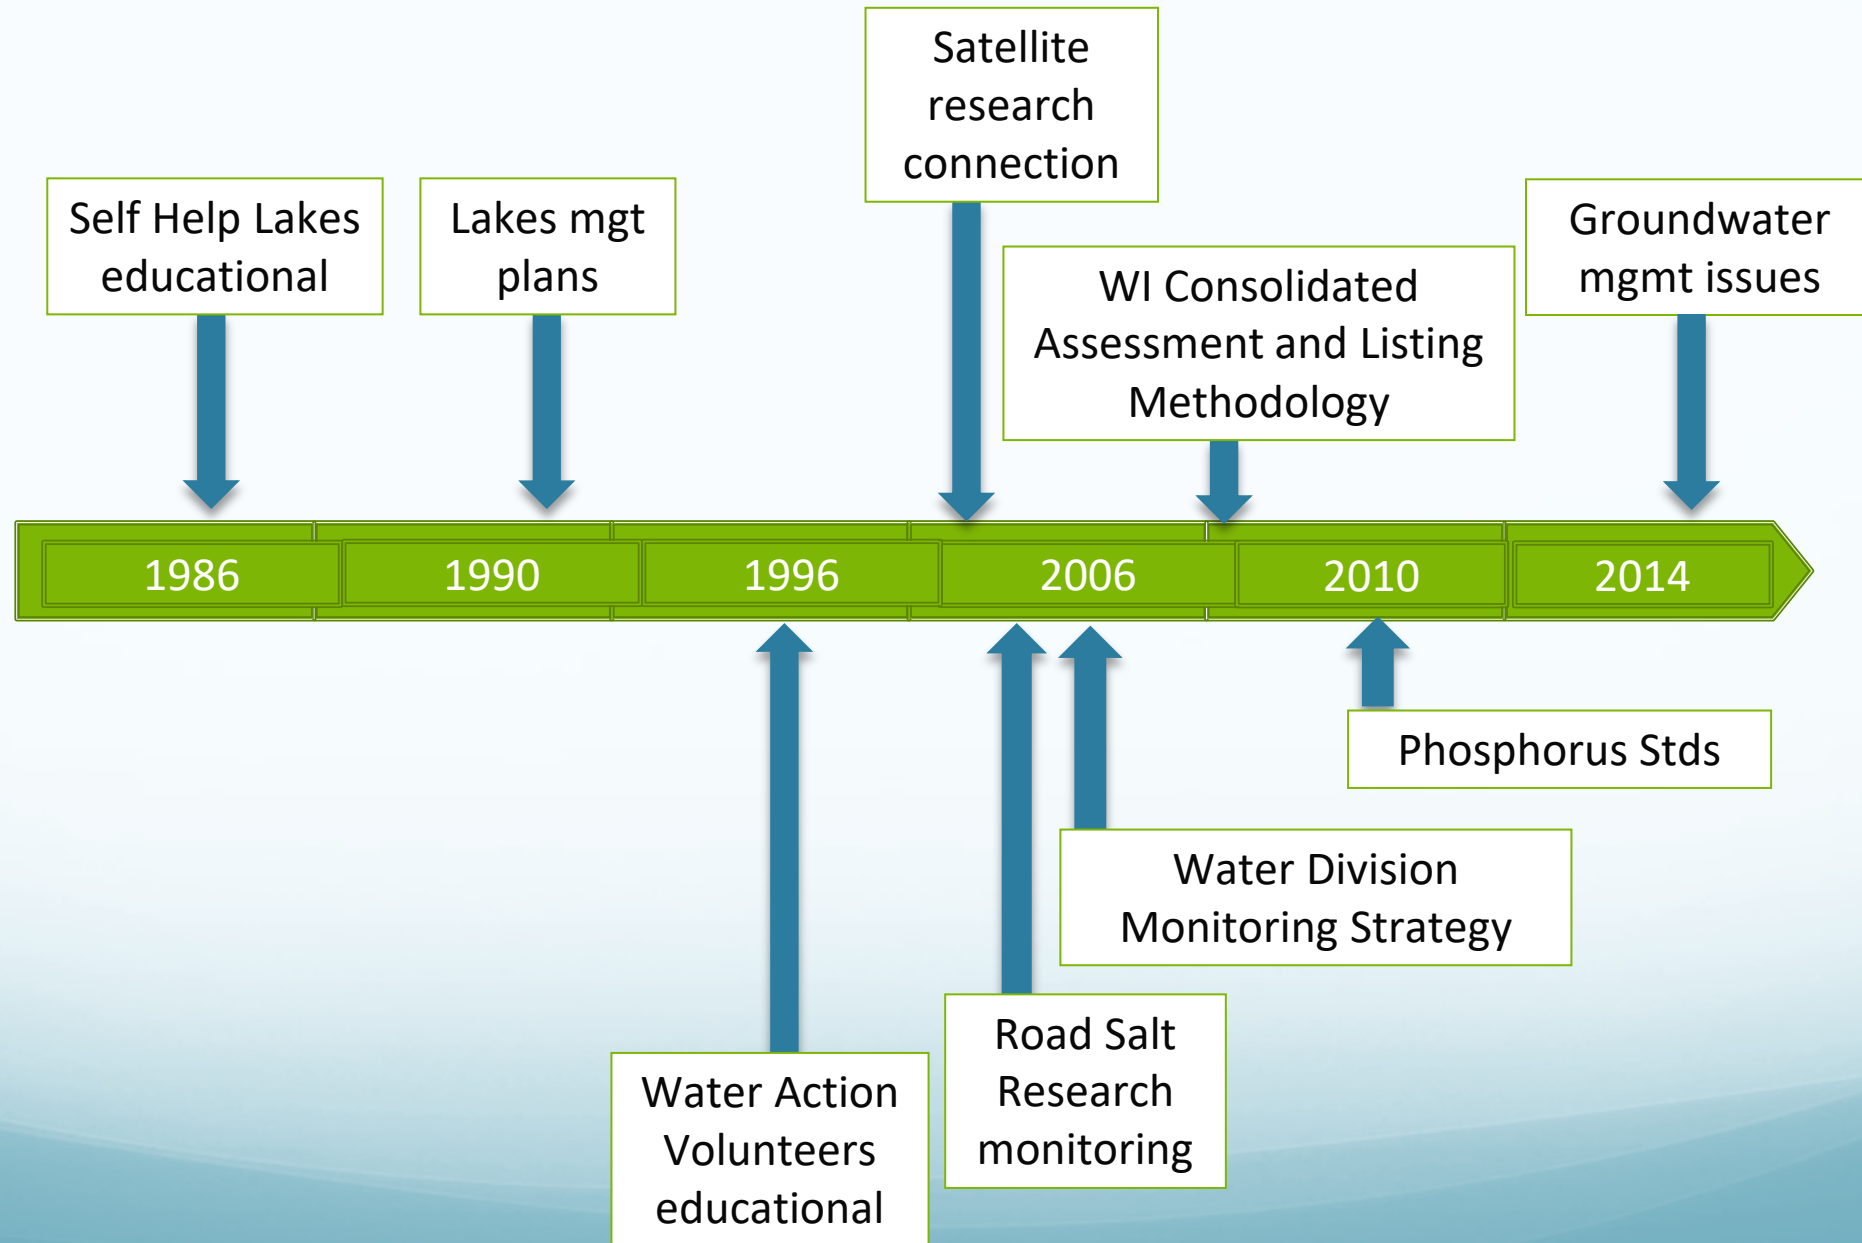 Satellite
research
connection
Self Help Lakes
educational
Lakes mgt
plans
WI Consolidated
Assessment and Listing
Methodology
Groundwater
mgmt issues
1986
1990
1996
2006
2010
2014
Phosphorus Stds
Water Division
Monitoring Strategy
Road Salt
Research
monitoring
Water Action
Volunteers
educational